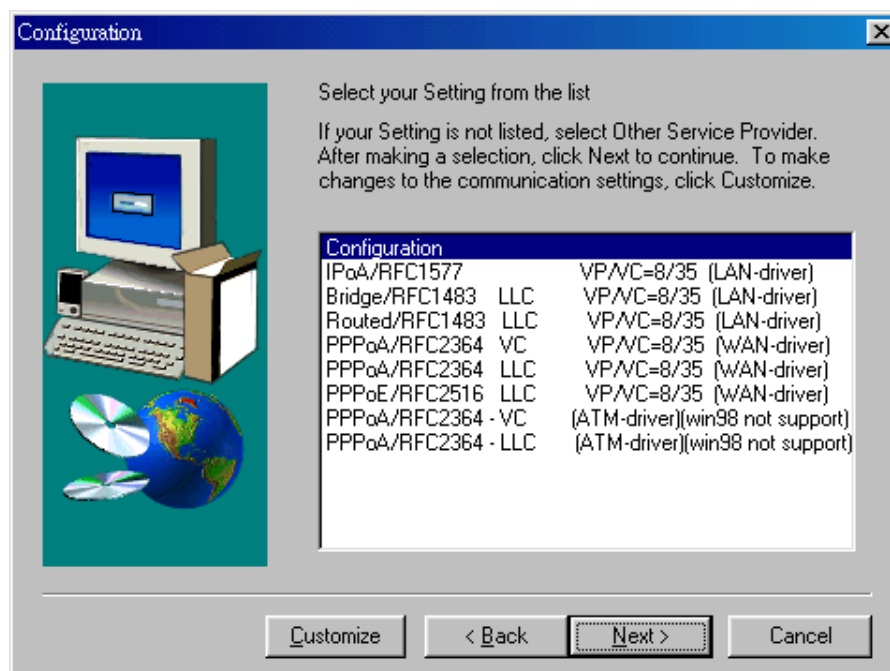 Configuration
Select your Setting from the list
If your Setting is not listed, select Other Service Provider.
After making a selection, click Next to continue. To make
changes to the communication settings, click Customize.
Configuration
IPoA/RFC1577 VP/VC=8/35 (LAN-driver)
Bridge/RFC1483 LLC VP/VC=8/35 (LAN-driver)
Routed/RFC1483 LLC VP/VC=8/35 (LAN-driver)
PPPoA/RFC2364 VC VP/VC=8/35 (WAN-driver)
PPPoA/RFC2364 LLC VP/VC=8/35 (WAN-driver)
PPPoE/RFC2516 LLC VP/VC=8/35 (WAN-driver)
PPPoA/RFC2364 - VC (ATM-driver)(win98 not support)
PPPoA/RFC2364 - LLC (ATM-driver)(win98 not support)
Customize < Back Next > Cancel